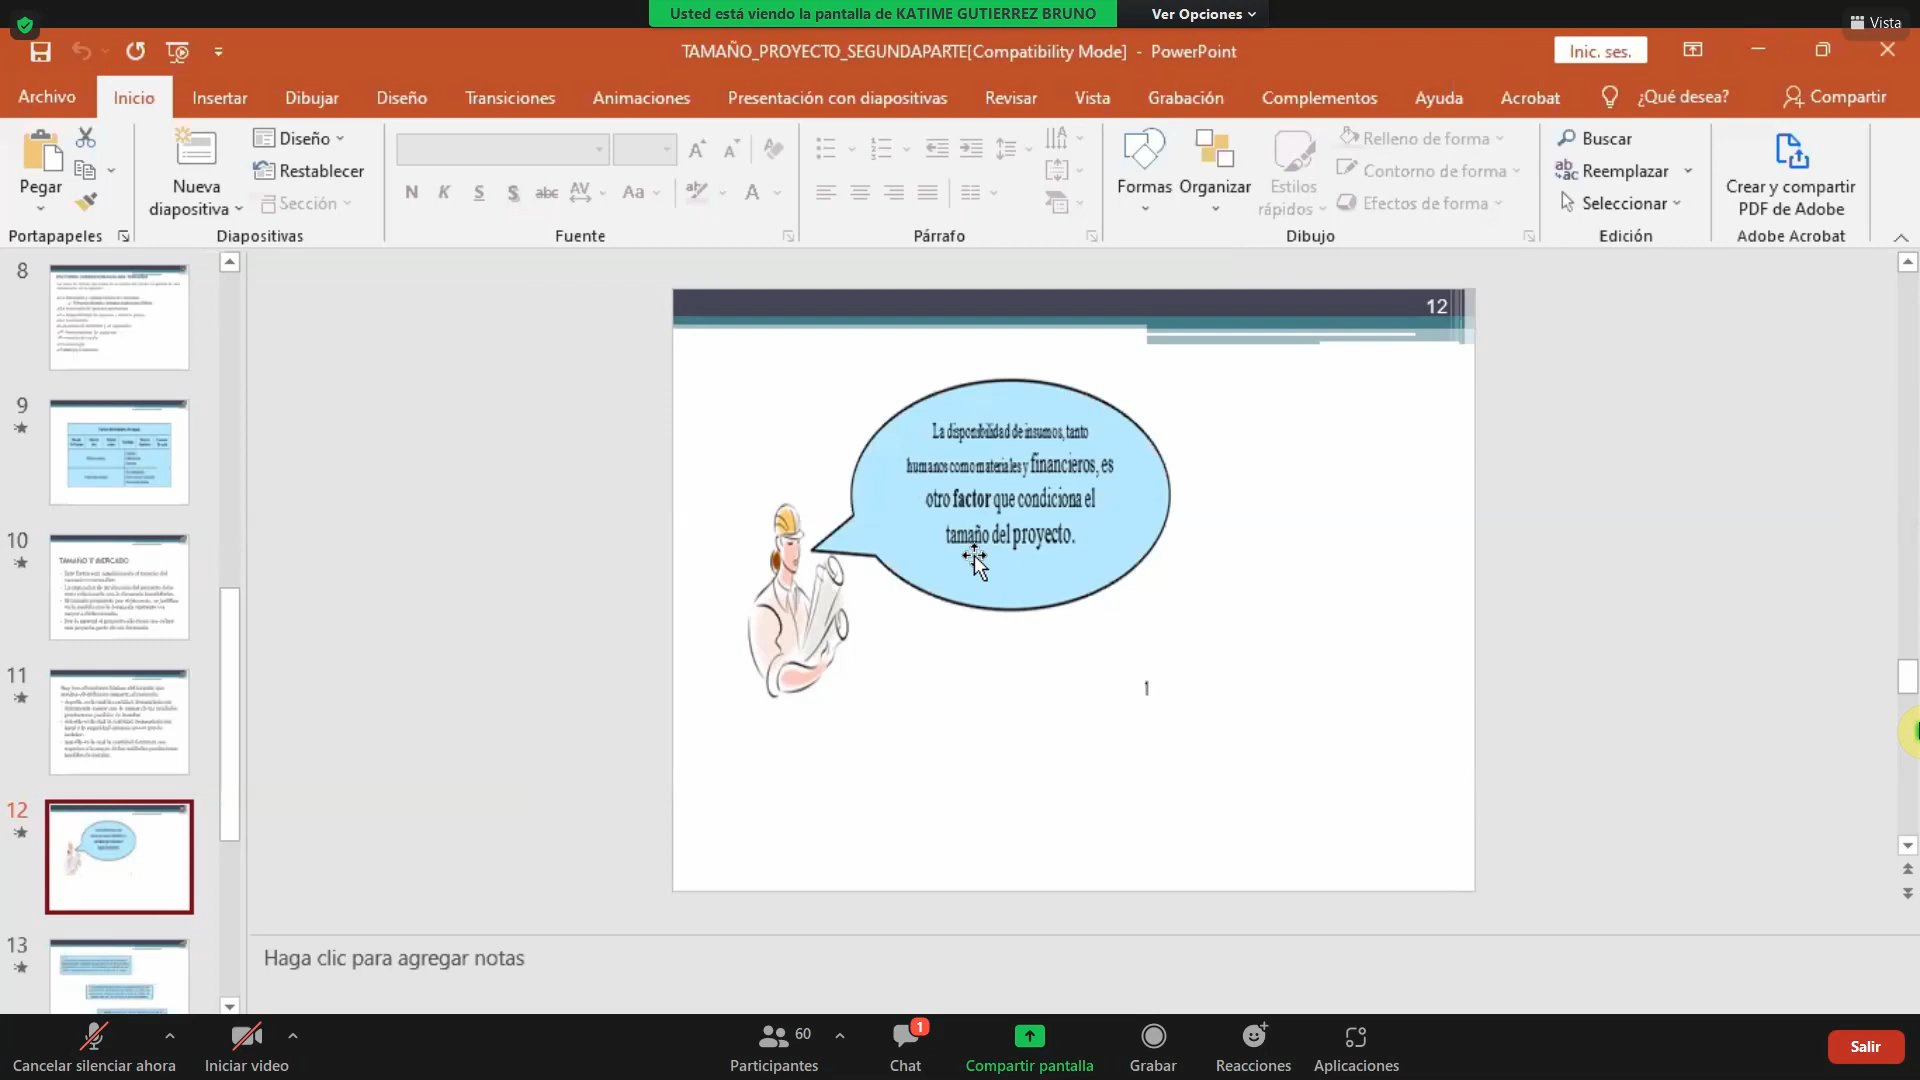 Usted está viendo la pantalla de KATIME GUTIERREZ BRUNO
Ver Opciones
Vista
TAMAÑO_PROYECTO_SEGUNDAPARTE[Compatibility Mode] - PowerPoint
Inic. ses.
Archivo
Inicio
Insertar
Dibujar
Diseño
Transiciones
Animaciones
Presentación con diapositivas
Revisar
Vista
Grabación
Complementos
Ayuda
Acrobat
¿Qué desea?
Compartir
Pegar
Portapapeles
Nueva
diapositiva
Diseño
Restablecer
Sección
Diapositivas
N K S S abc AV Aa A
Fuente
Párrafo
Formas
Organizar
Estilos
rápidos
Relleno de forma
Contorno de forma
Efectos de forma
Dibujo
Buscar
Reemplazar
Seleccionar
Edición
Crear y compartir
PDF de Adobe
Adobe Acrobat
8
9
10
TAMAÑO Y MERCADO
11
12
13
12
La disponibilidad de insumos, tanto
humanos como materiales y financieros, es
otro factor que condiciona el
tamaño del proyecto.
1
Haga clic para agregar notas
Cancelar silenciar ahora
Iniciar video
60
Participantes
1
Chat
Compartir pantalla
Grabar
Reacciones
Aplicaciones
Salir